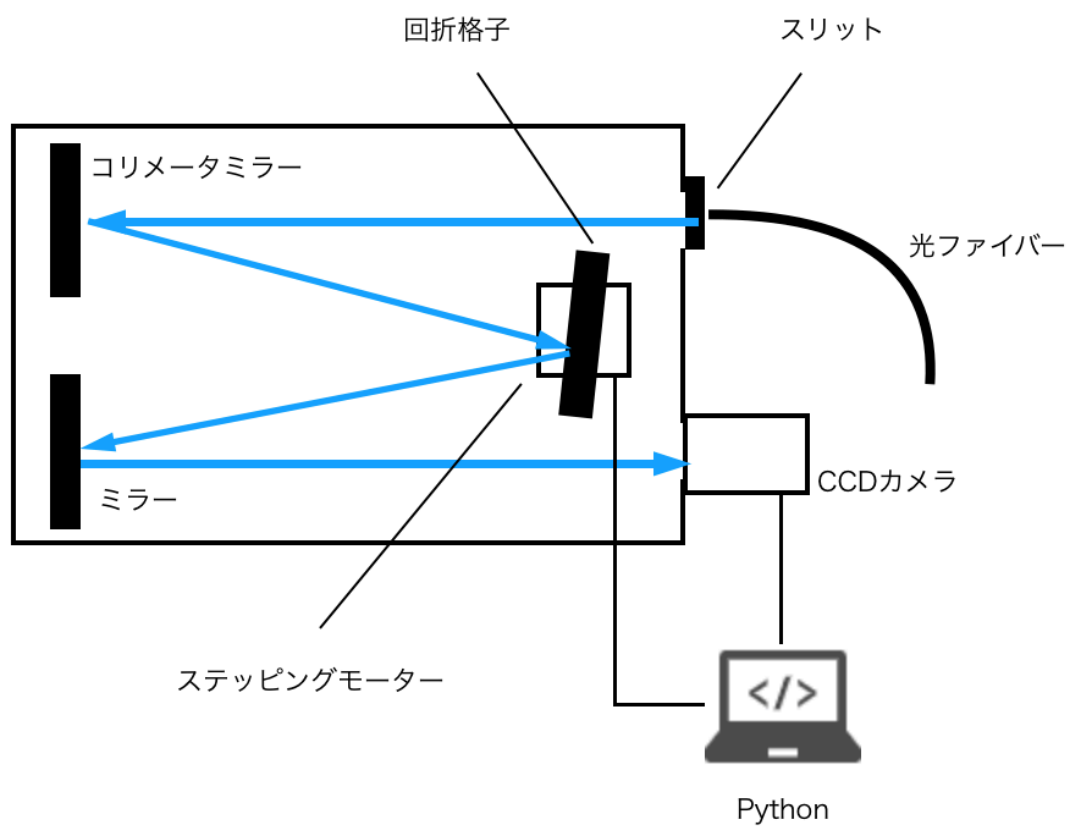 回折格子
スリット
コリメータミラー
光ファイバー
CCDカメラ
ミラー
ステッピングモーター
</>
Python